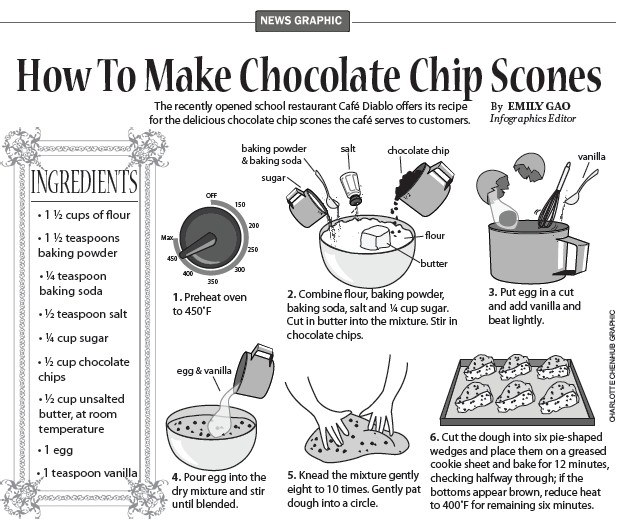 NEWS GRAPHIC
How To Make Chocolate Chip Scones
The recently opened school restaurant Café Diablo offers its recipe
for the delicious chocolate chip scones the café serves to customers.
By EMILY GAO
Infographics Editor
INGREDIENTS
• 1 ½ cups of flour
• 1 ½ teaspoons
baking powder
• ¼ teaspoon
baking soda
• ½ teaspoon salt
• ¼ cup sugar
• ½ cup chocolate
chips
• ½ cup unsalted
butter, at room
temperature
• 1 egg
• 1 teaspoon vanilla
OFF
150
200
250
300
350
400
450
Max.
1. Preheat oven
to 450°F
baking powder
& baking soda
sugar
salt
chocolate chip
flour
butter
2. Combine flour, baking powder,
baking soda, salt and ¼ cup sugar.
Cut in butter into the mixture. Stir in
chocolate chips.
vanilla
3. Put egg in a cut
and add vanilla and
beat lightly.
egg & vanilla
4. Pour egg into the
dry mixture and stir
until blended.
5. Knead the mixture gently
eight to 10 times. Gently pat
dough into a circle.
6. Cut the dough into six pie-shaped
wedges and place them on a greased
cookie sheet and bake for 12 minutes,
checking halfway through; if the
bottoms appear brown, reduce heat
to 400°F for remaining six minutes.
CHARLOTTE CHENHUB GRAPHIC